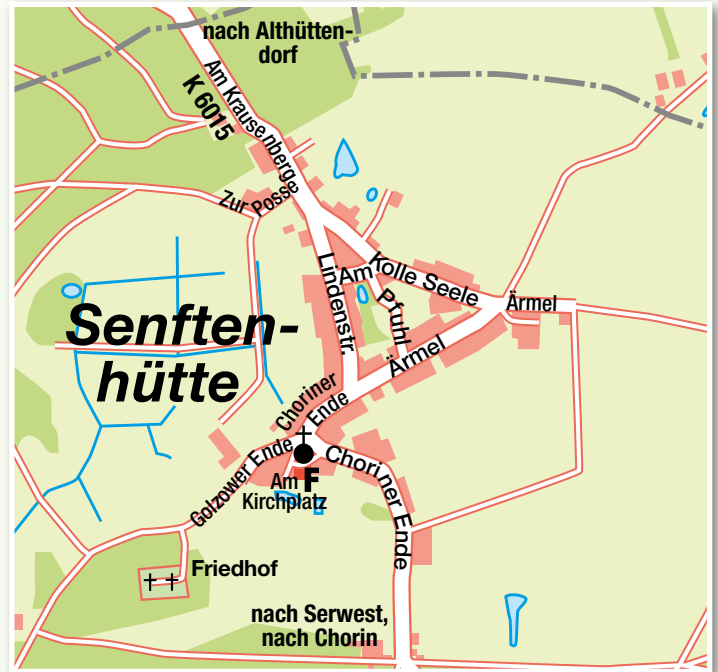 nach Althütten-
dorf
Am Krausenberge
K 6015
Zur Posse
Kolle Seele
Lindenstr.
Am
Pfuhl
Ärmel
Senften-
hütte
Ärmel
Choriner
Ende
Golzower Ende
Choriner Ende
Am F
Kirchplatz
Friedhof
nach Serwest,
nach Chorin